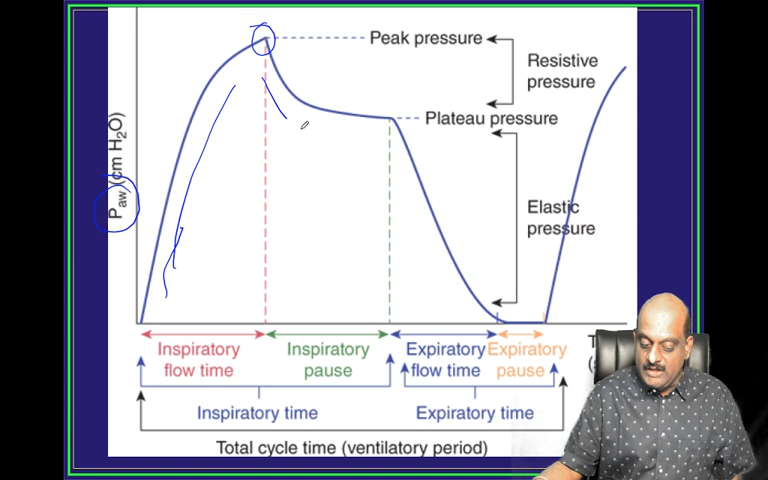 Peak pressure
Resistive
pressure
Plateau pressure
Paw (cm H2O)
Elastic
pressure
Inspiratory
flow time
Inspiratory
pause
Expiratory
flow time
Expiratory
pause
Inspiratory time
Expiratory time
Total cycle time (ventilatory period)